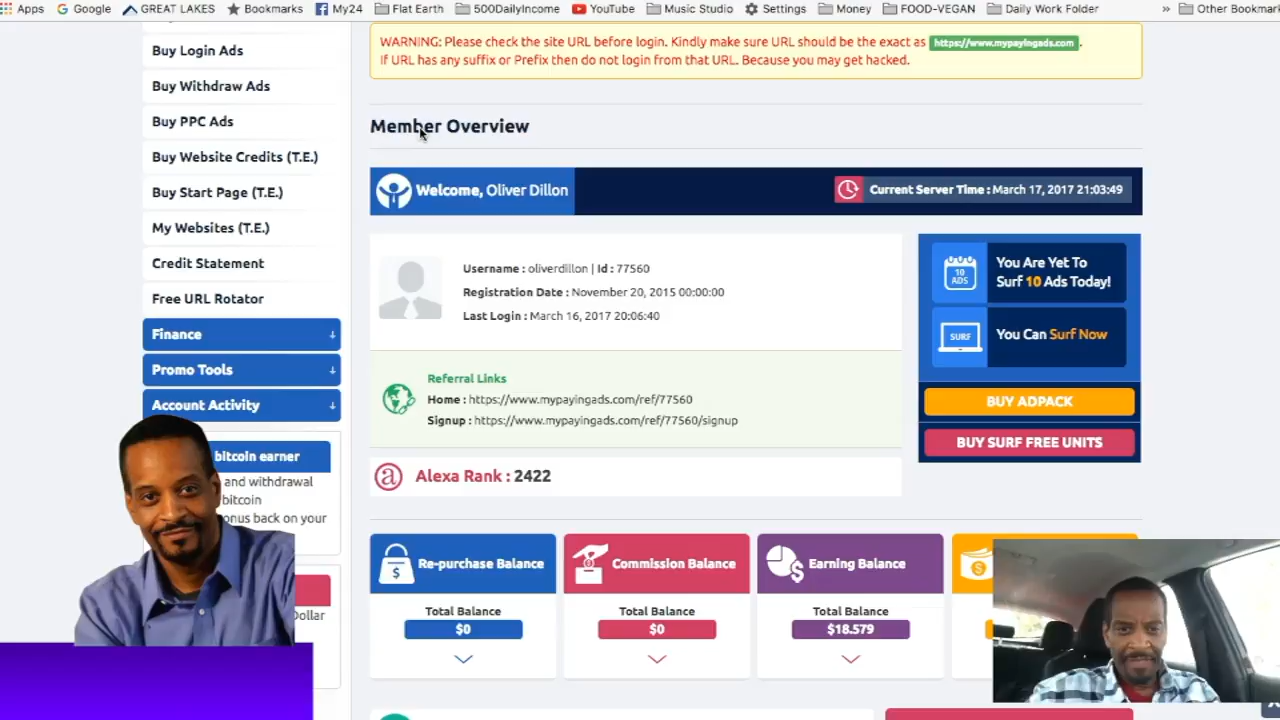 Apps Google GREAT LAKES Bookmarks My24 Flat Earth 500DailyIncome YouTube Music Studio Settings Money FOOD-VEGAN Daily Work Folder » Other Bookmar
Buy Login Ads
Buy Withdraw Ads
Buy PPC Ads
Buy Website Credits (T.E.)
Buy Start Page (T.E.)
My Websites (T.E.)
Credit Statement
Free URL Rotator
Finance
Promo Tools
Account Activity
bitcoin earner
and withdrawal
bitcoin
onus back on your
Dollar
WARNING: Please check the site URL before login. Kindly make sure URL should be the exact as https://www.mypayingads.com .
If URL has any suffix or Prefix then do not login from that URL. Because you may get hacked.
Member Overview
Welcome, Oliver Dillon
Current Server Time : March 17, 2017 21:03:49
Username : oliverdillon | Id : 77560
Registration Date : November 20, 2015 00:00:00
Last Login : March 16, 2017 20:06:40
Referral Links
Home : https://www.mypayingads.com/ref/77560
Signup : https://www.mypayingads.com/ref/77560/signup
Alexa Rank : 2422
10
ADS
You Are Yet To
Surf 10 Ads Today!
SURF
You Can Surf Now
BUY ADPACK
BUY SURF FREE UNITS
Re-purchase Balance
Total Balance
$0
Commission Balance
Total Balance
$0
Earning Balance
Total Balance
$18.579